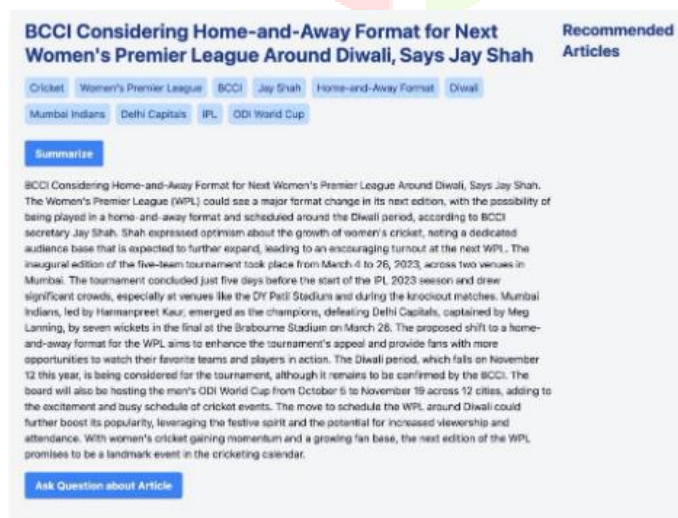 BCCI Considering Home-and-Away Format for Next
Women's Premier League Around Diwali, Says Jay Shah
Recommended
Articles
Cricket Women's Premier League BCCI Jay Shah Home-and-Away Format Diwali
Mumbai Indians Delhi Capitals IPL ODI World Cup
Summarize
BCCI Considering Home-and-Away Format for Next Women's Premier League Around Diwali, Says Jay Shah.
The Women's Premier League (WPL) could see a major format change in its next edition, with the possibility of
being played in a home-and-away format and scheduled around the Diwali period, according to BCCI
secretary Jay Shah. Shah expressed optimism about the growth of women's cricket, noting a dedicated
audience base that is expected to further expand, leading to an encouraging turnout at the next WPL. The
inaugural edition of the five-team tournament took place from March 4 to 26, 2023, across two venues in
Mumbai. The tournament concluded just five days before the start of the IPL 2023 season and drew
significant crowds, especially at venues like the DY Patil Stadium and during the knockout matches. Mumbai
Indians, led by Harmanpreet Kaur, emerged as the champions, defeating Delhi Capitals, captained by Meg
Lanning, by seven wickets in the final at the Brabourne Stadium on March 26. The proposed shift to a home-
and-away format for the WPL aims to enhance the tournament's appeal and provide fans with more
opportunities to watch their favorite teams and players in action. The Diwali period, which falls on November
12 this year, is being considered for the tournament, although it remains to be confirmed by the BCCI. The
board will also be hosting the men's ODI World Cup from October 5 to November 19 across 12 cities, adding to
the excitement and busy schedule of cricket events. The move to schedule the WPL around Diwali could
further boost its popularity, leveraging the festive spirit and the potential for increased viewership and
attendance. With women's cricket gaining momentum and a growing fan base, the next edition of the WPL
promises to be a landmark event in the cricketing calendar.
Ask Question about Article